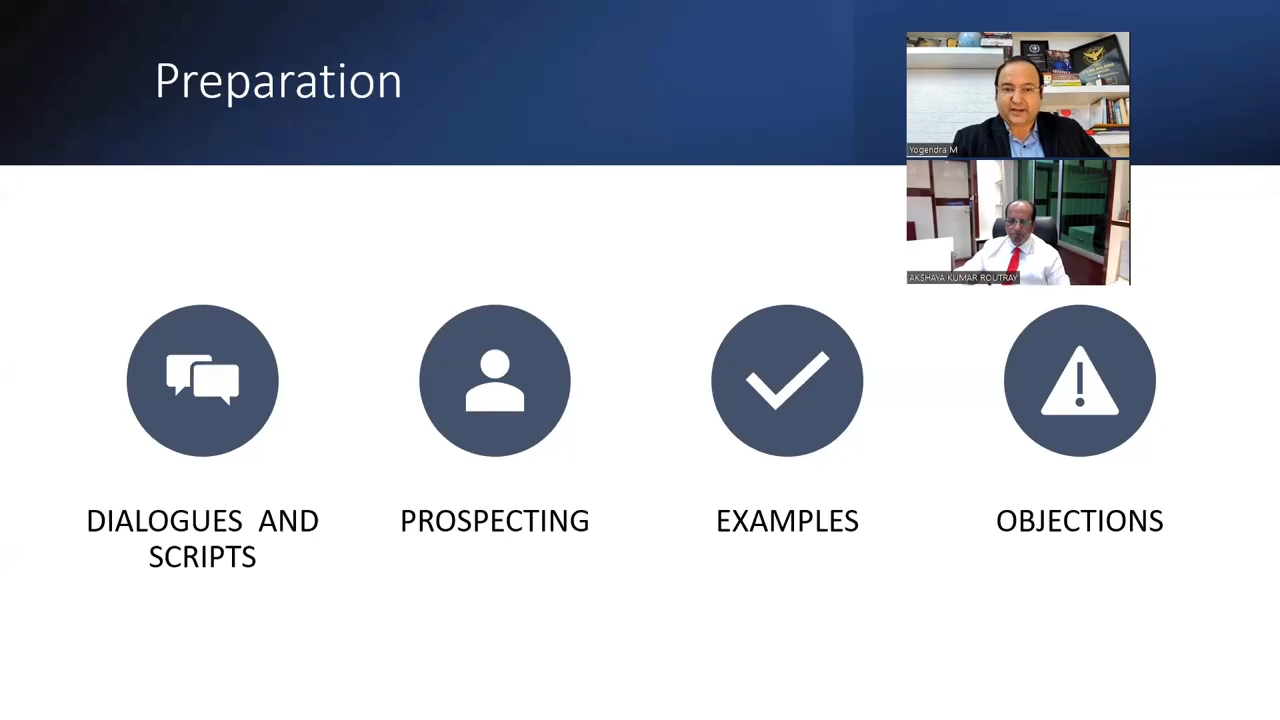 Preparation
Yogendra M
AKSHAYA KUMAR ROUTRAY
DIALOGUES AND
SCRIPTS
PROSPECTING
EXAMPLES
OBJECTIONS